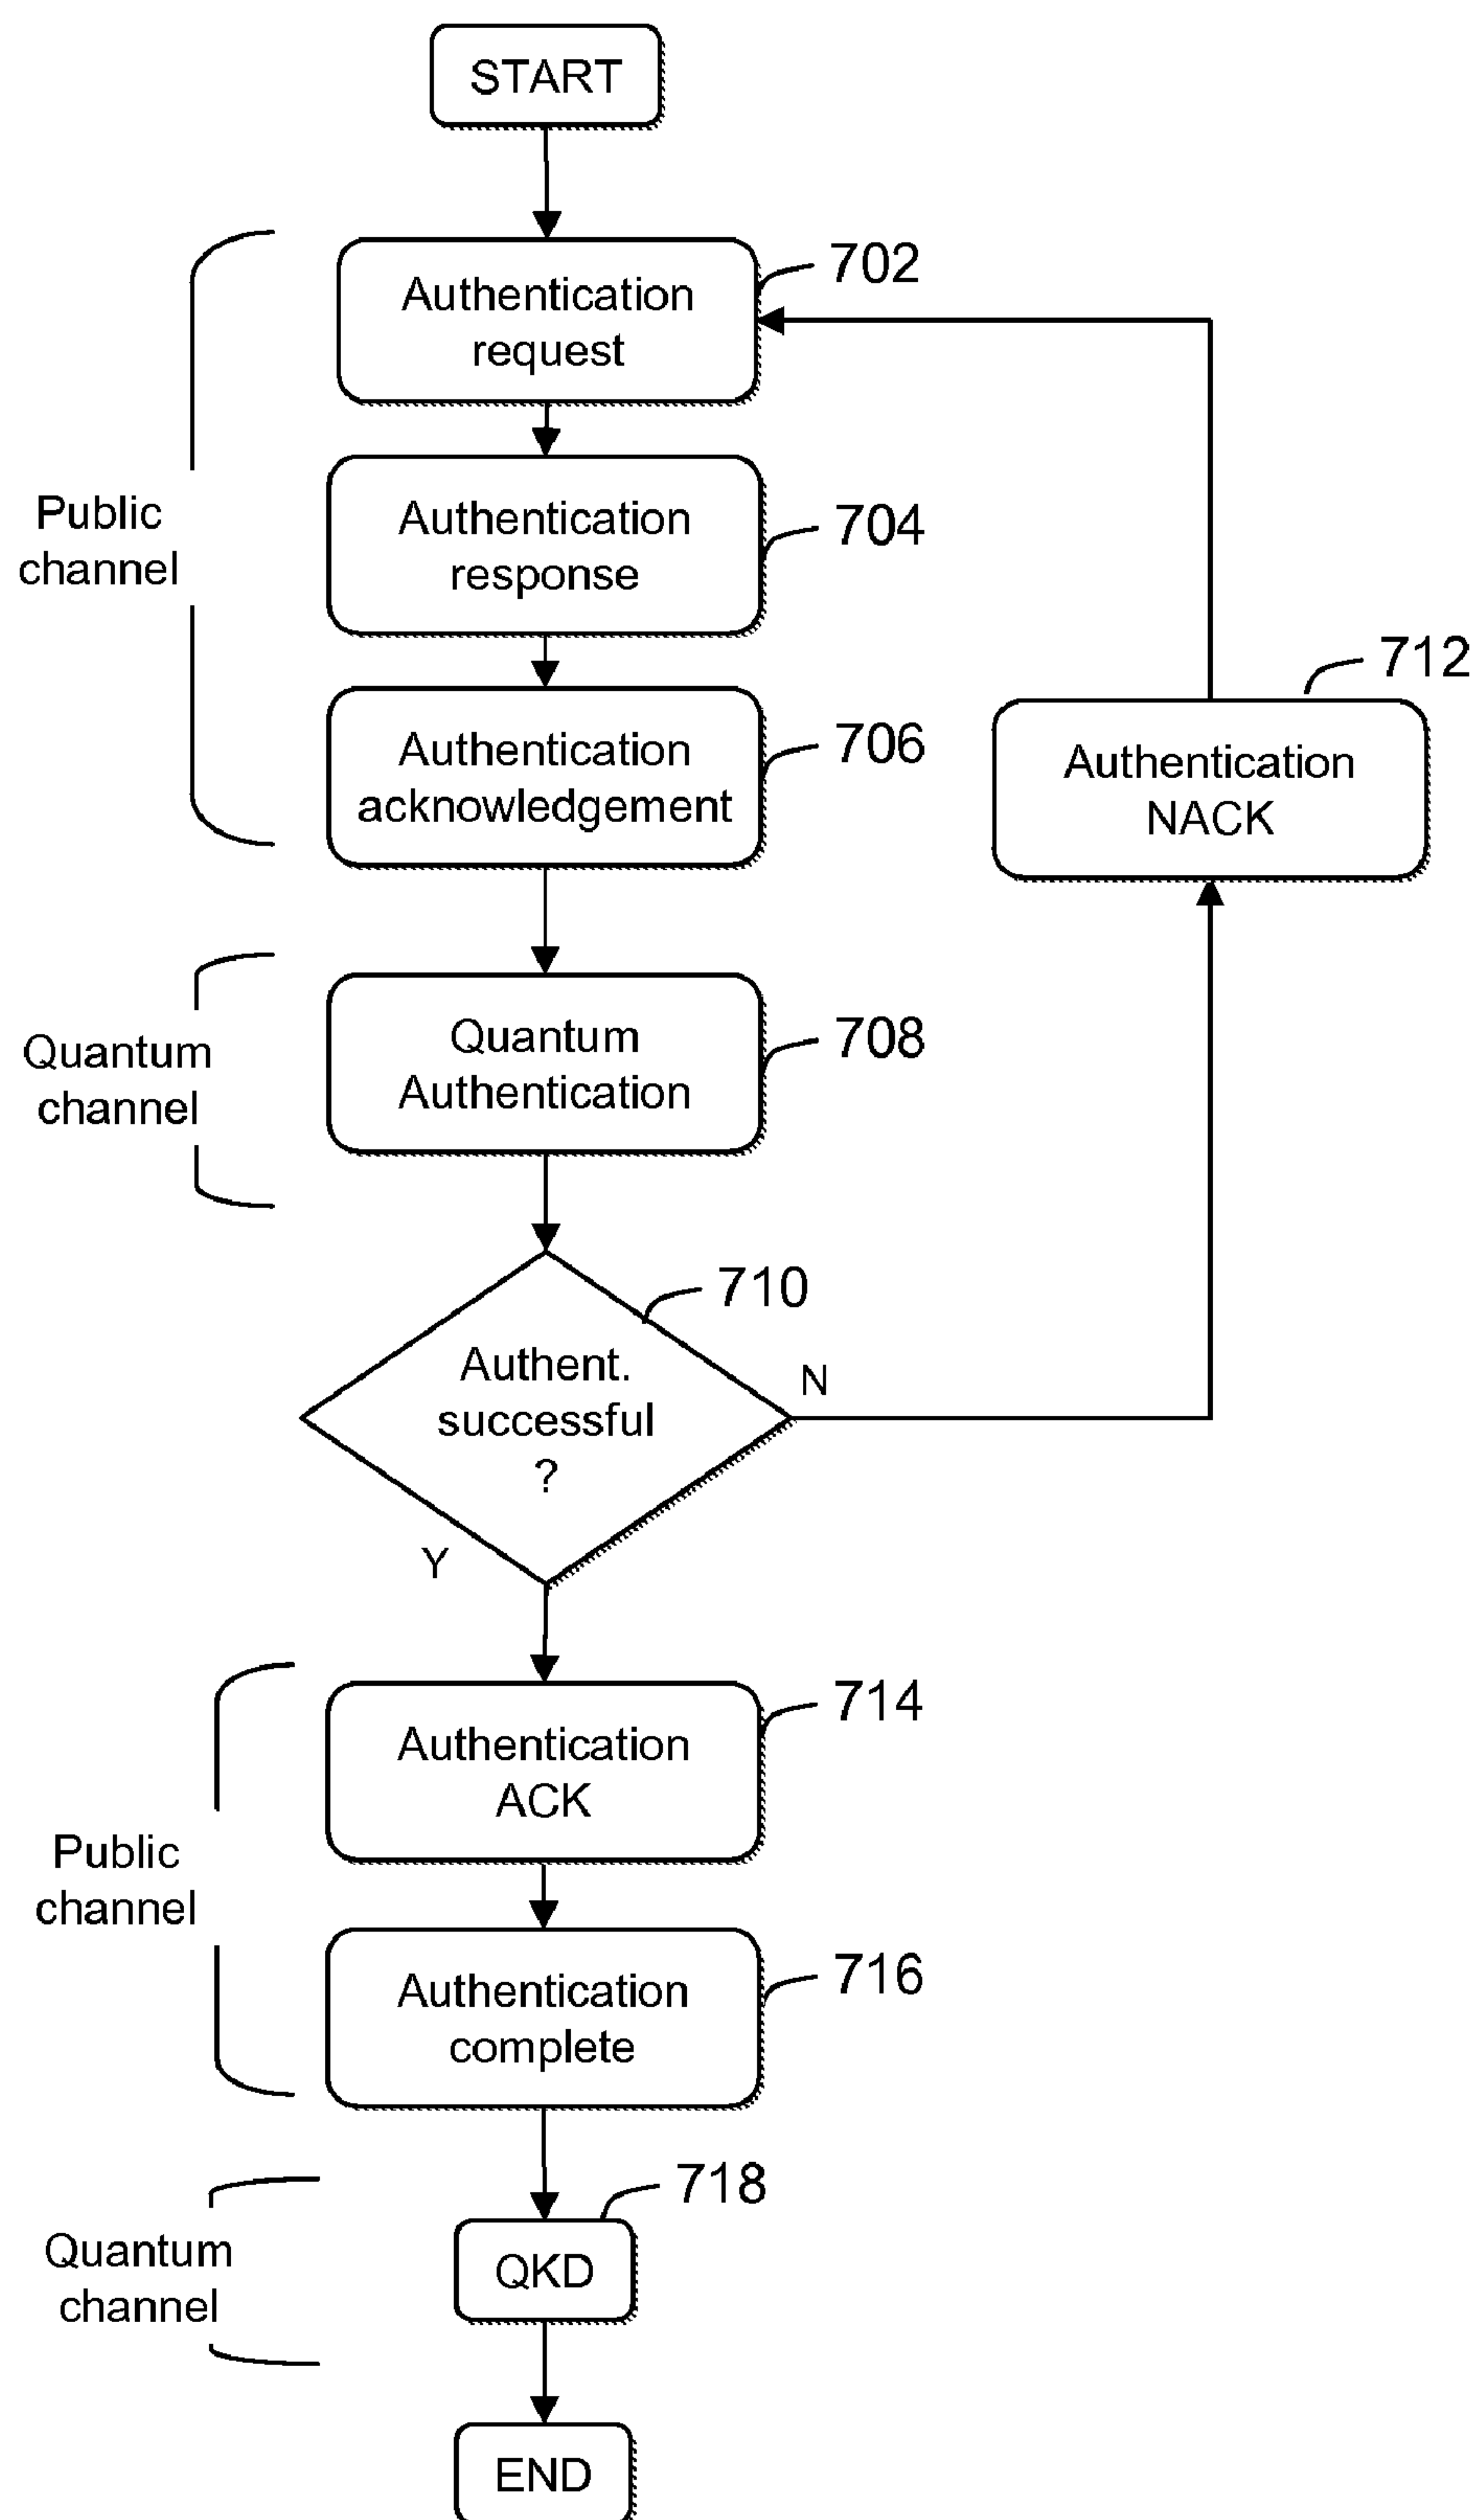 START
Authentication
request
702
Public
channel
Authentication
response
704
Authentication
acknowledgement
706
712
Authentication
NACK
Quantum
channel
Quantum
Authentication
708
710
Authent.
successful
?
N
Y
Public
channel
Authentication
ACK
714
Authentication
complete
716
Quantum
channel
718
QKD
END